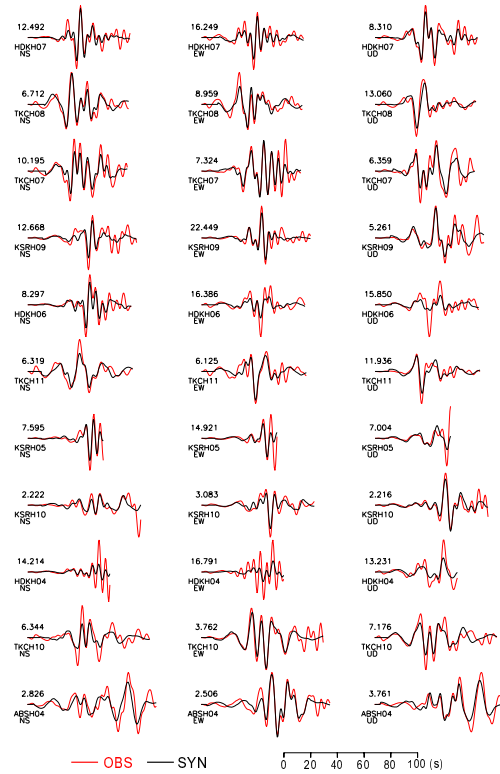 12.492 16.249 8.310
HDKH07 HDKH07 HDKH07
NS EW UD
6.712 8.959 13.060
TKCH08 TKCH08 TKCH08
NS EW UD
10.195 7.324 6.359
TKCH07 TKCH07 TKCH07
NS EW UD
12.668 22.449 5.261
KSRH09 KSRH09 KSRH09
NS EW UD
8.297 16.386 15.850
HDKH06 HDKH06 HDKH06
NS EW UD
6.319 6.125 11.936
TKCH11 TKCH11 TKCH11
NS EW UD
7.595 14.921 7.004
KSRH05 KSRH05 KSRH05
NS EW UD
2.222 3.083 2.216
KSRH10 KSRH10 KSRH10
NS EW UD
14.214 16.791 13.231
HDKH04 HDKH04 HDKH04
NS EW UD
6.344 3.762 7.176
TKCH10 TKCH10 TKCH10
NS EW UD
2.826 2.506 3.761
ABSH04 ABSH04 ABSH04
NS EW UD
OBS SYN
0 20 40 60 80 100 (s)